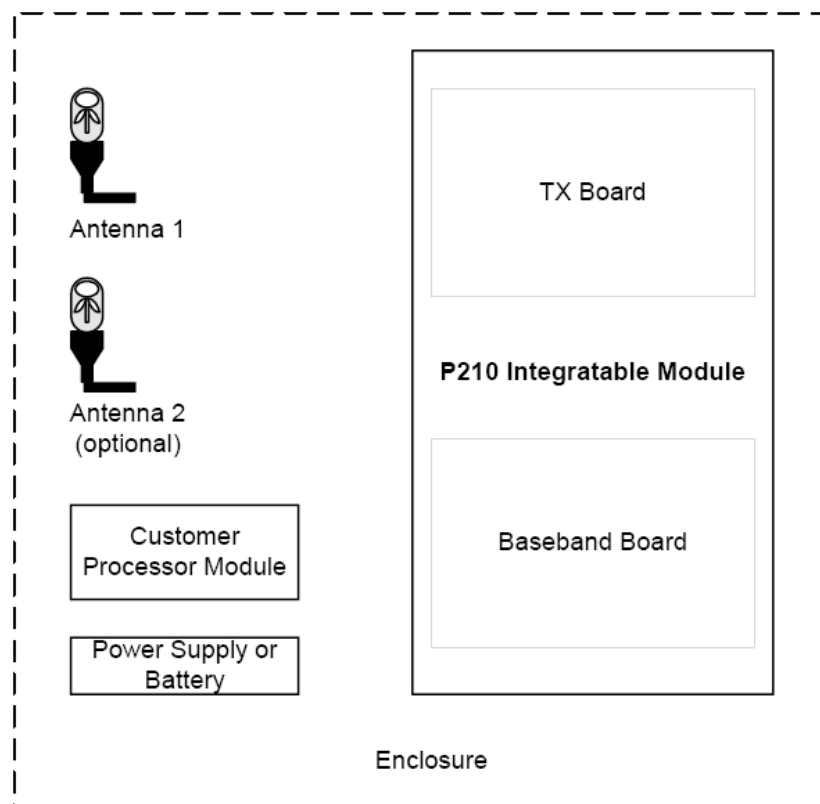 Antenna 1
Antenna 2
(optional)
Customer
Processor Module
Power Supply or
Battery
TX Board
P210 Integratable Module
Baseband Board
Enclosure